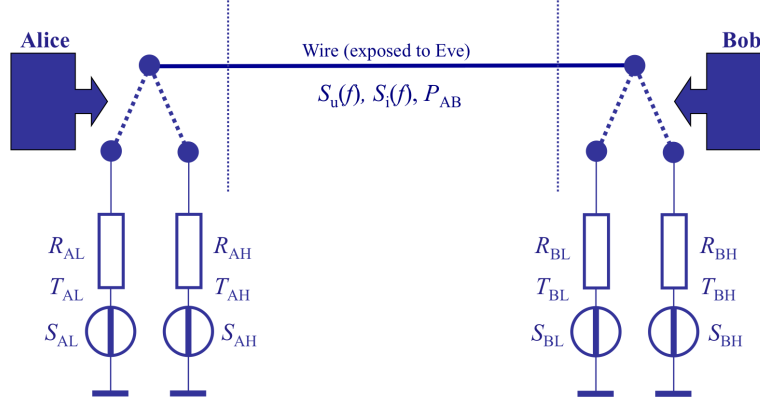 Alice
Wire (exposed to Eve)
Bob
Su(f), Si(f), PAB
RAL
RAH
RBL
RBH
TAL
TAH
TBL
TBH
SAL
SAH
SBL
SBH